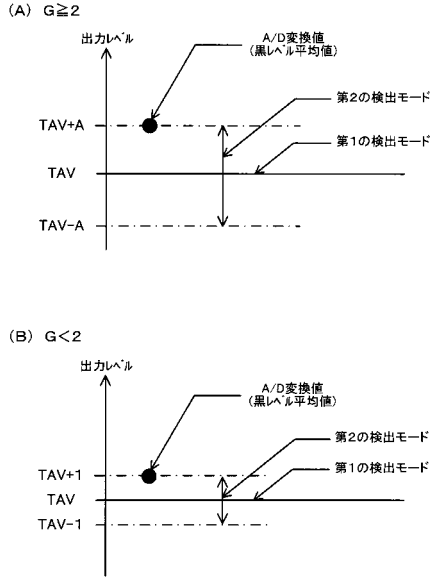 (A) G≧2
出力レベル
A/D変換値
(黒レベル平均値)
第2の検出モード
TAV+A
第1の検出モード
TAV
TAV−A
(B) G<2
出力レベル
A/D変換値
(黒レベル平均値)
第2の検出モード
TAV+1
第1の検出モード
TAV
TAV−1